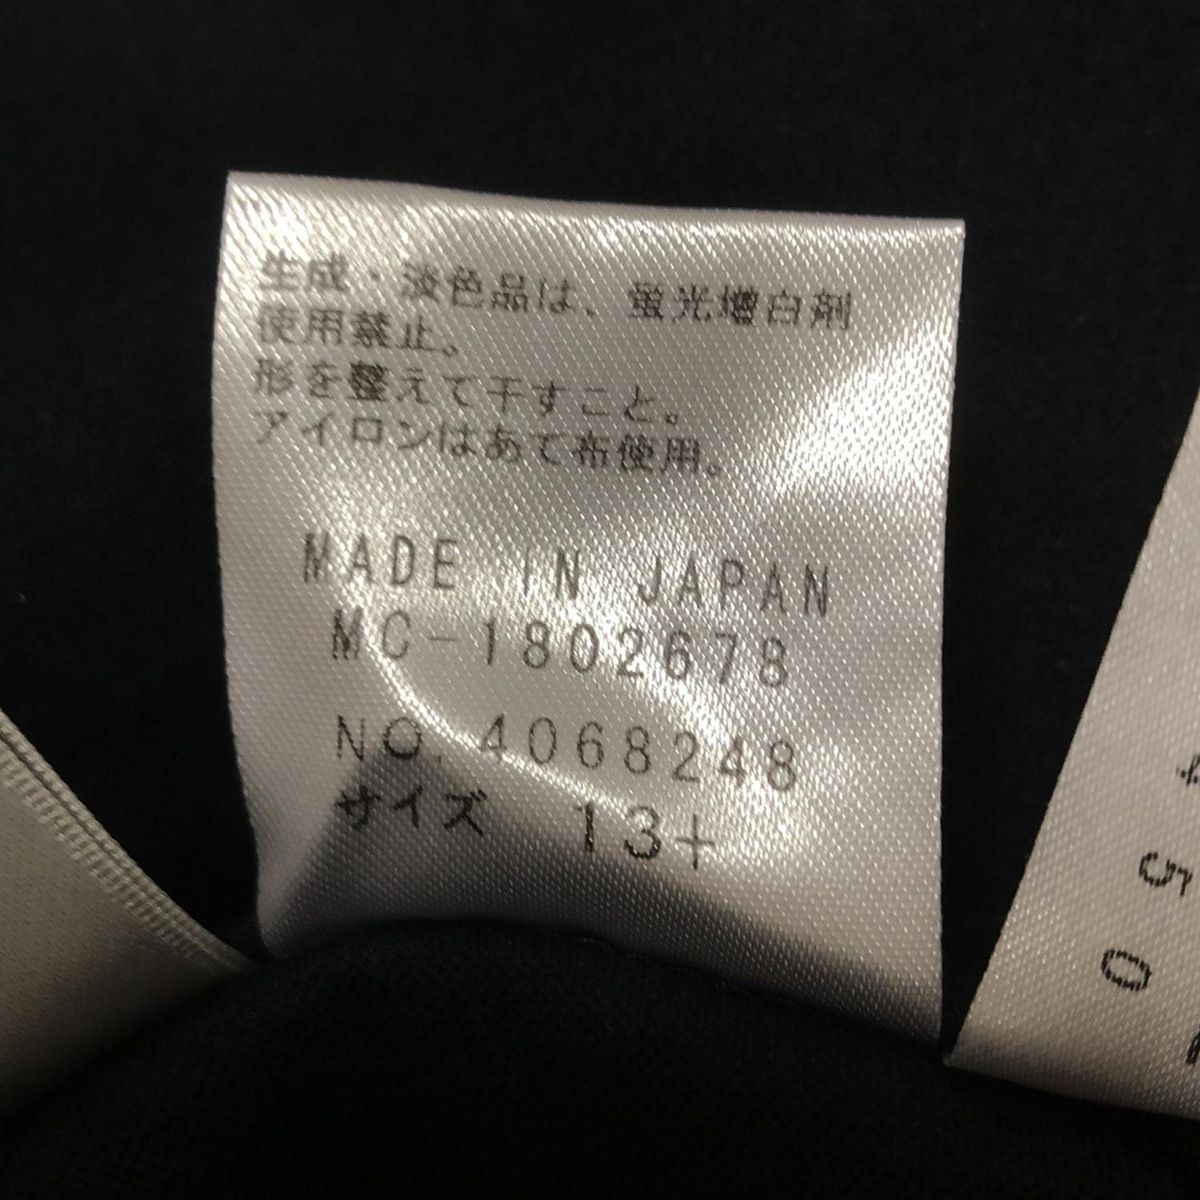 生成・淡色品は、蛍光増白剤
使用禁止。
形を整えて干すこと。
アイロンはあて布使用。
MADE IN JAPAN
MC-1802678
NO. 4068248
サイズ 13+